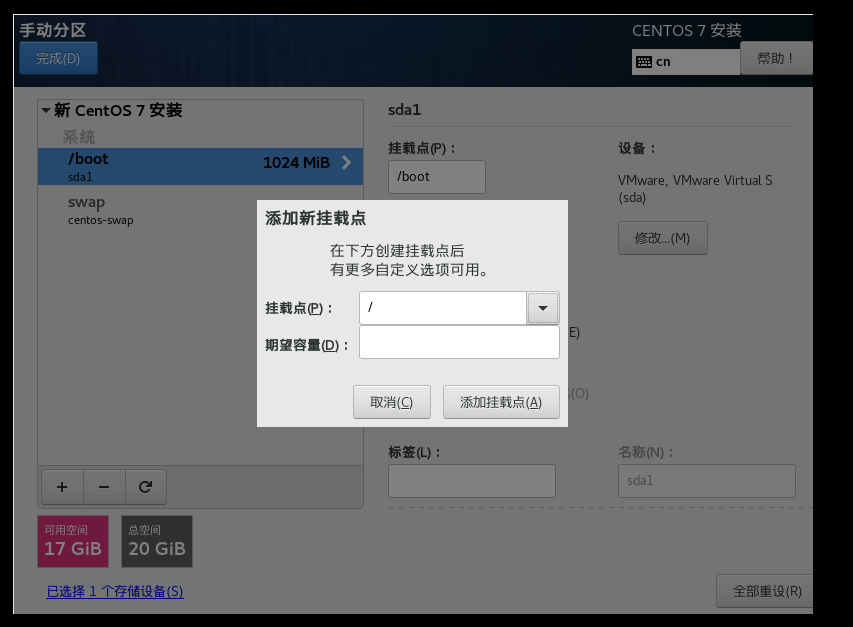 手动分区
CENTOS 7 安装
完成(D)
cn
帮助！
新 CentOS 7 安装
系统
/boot
1024 MiB
sda1
swap
centos-swap
sda1
挂载点(P)：
/boot
设备：
VMware, VMware Virtual S
(sda)
修改...(M)
E)
(O)
标签(L)：
名称(N)：
sda1
添加新挂载点
在下方创建挂载点后
有更多自定义选项可用。
挂载点(P)：
/
期望容量(D)：
取消(C)
添加挂载点(A)
可用空间
17 GiB
总空间
20 GiB
已选择 1 个存储设备(S)
全部重设(R)